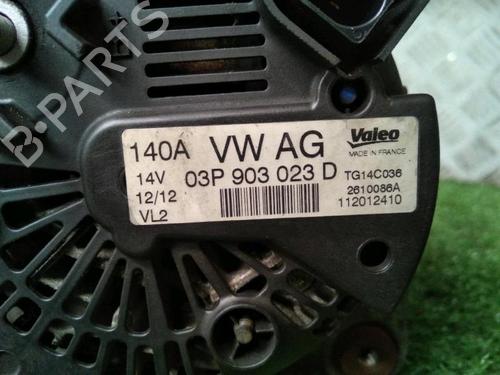 B-PARTS
140A VW AG Valeo
MADE IN FRANCE
14V 03P 903 023 D TG14C036
12/12 2610086A
VL2 112012410